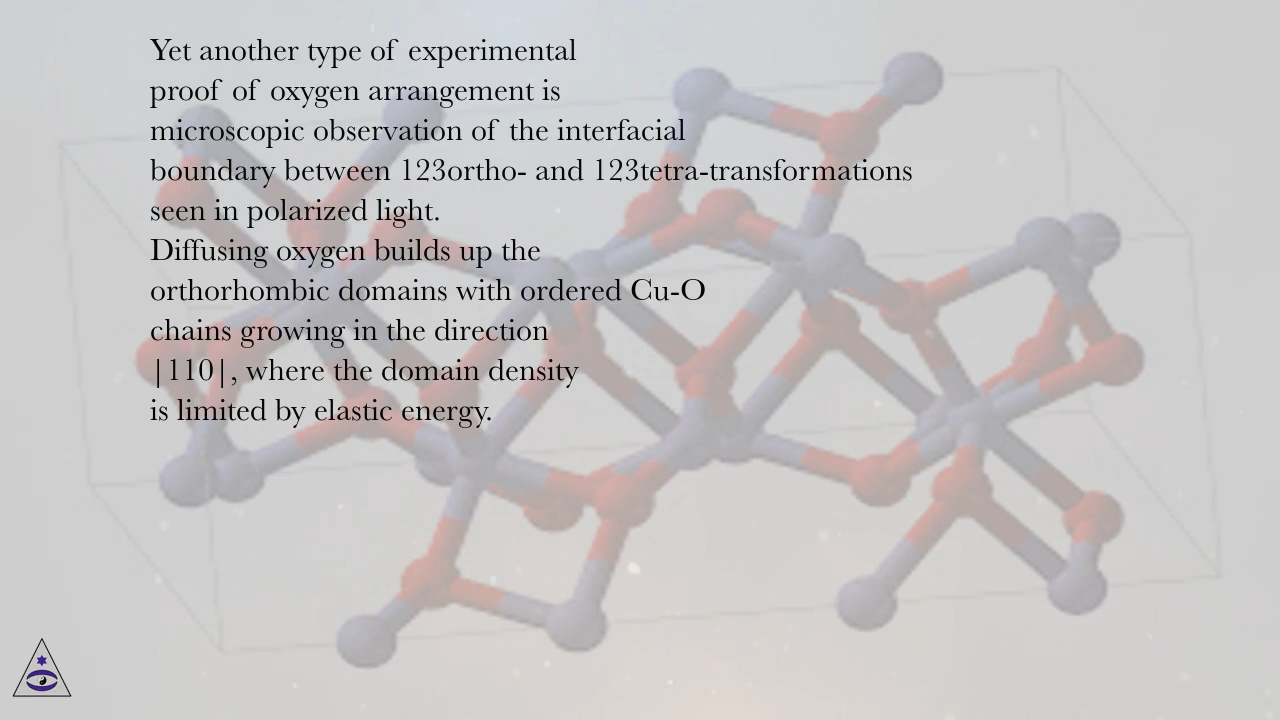 Yet another type of experimental
proof of oxygen arrangement is
microscopic observation of the interfacial
boundary between 123ortho- and 123tetra-transformations
seen in polarized light.
Diffusing oxygen builds up the
orthorhombic domains with ordered Cu-O
chains growing in the direction
|110|, where the domain density
is limited by elastic energy.